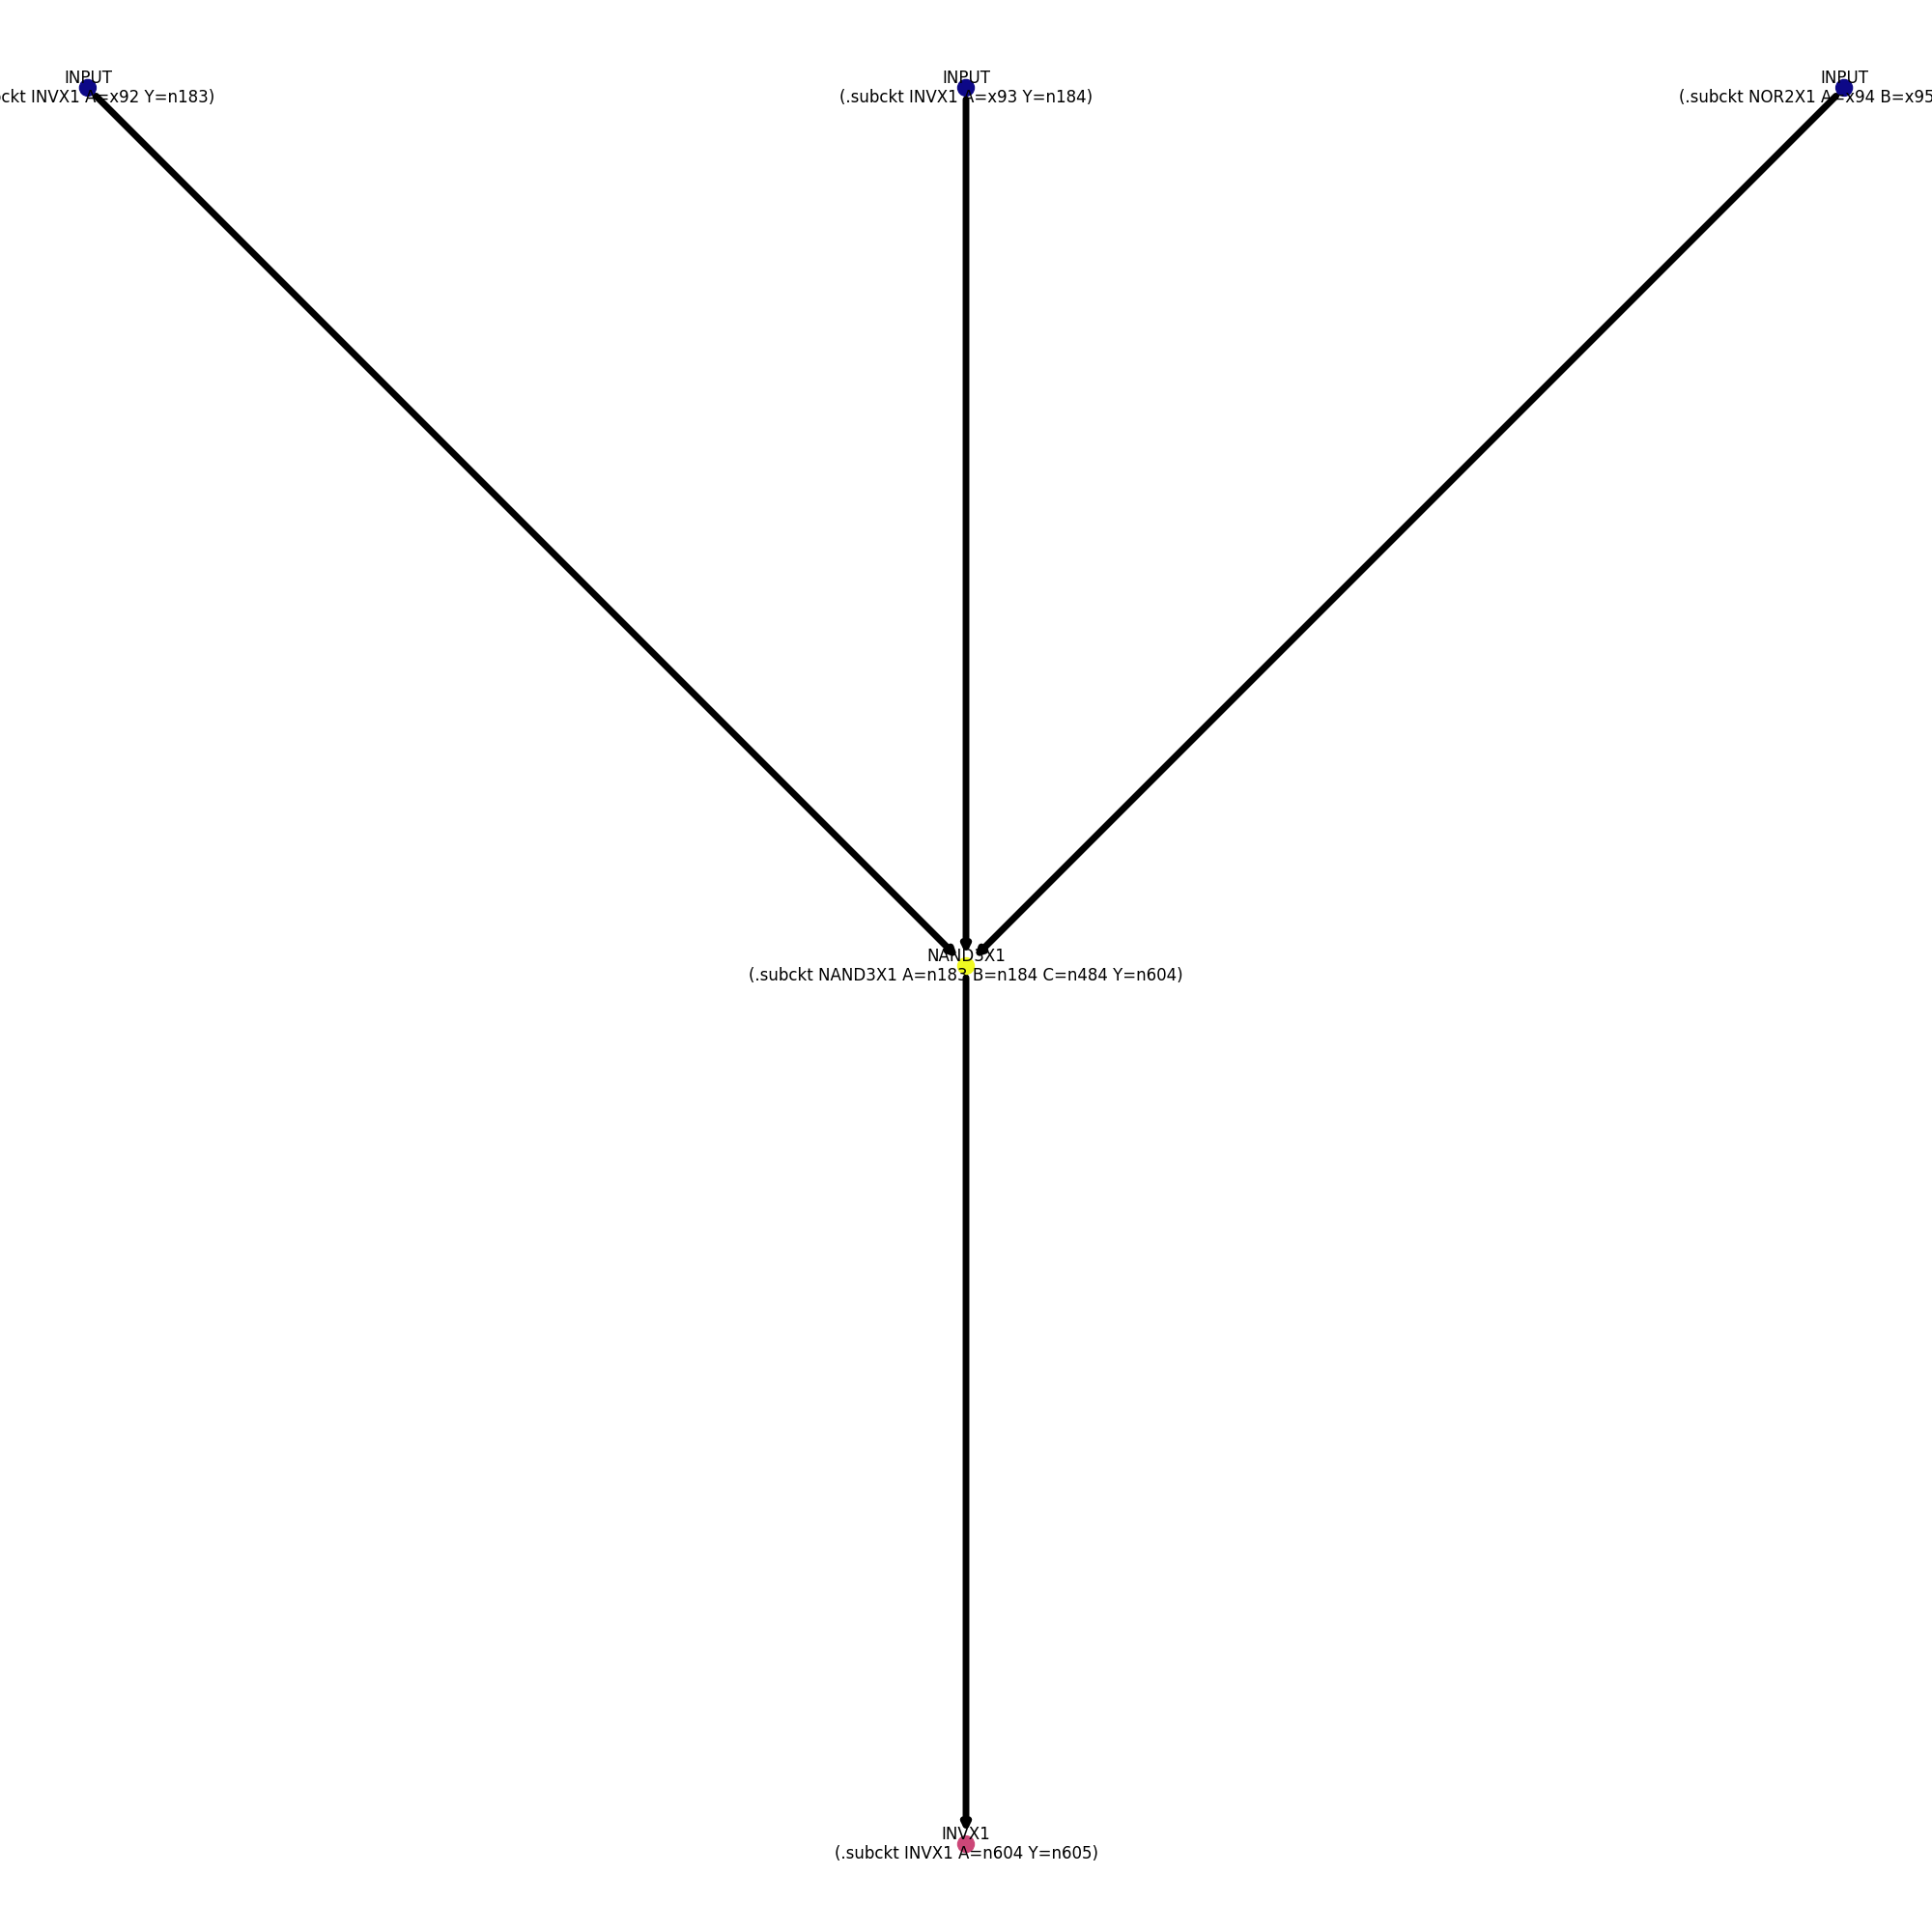 INPUT
INPUT
INPUT
ckt INVX1 A=x92 Y=n183)
(.subckt INVX1 A=x93 Y=n184)
(.subckt NOR2X1 A=x94 B=x95
NAND3X1
(.subckt NAND3X1 A=n183 B=n184 C=n484 Y=n604)
INVX1
(.subckt INVX1 A=n604 Y=n605)